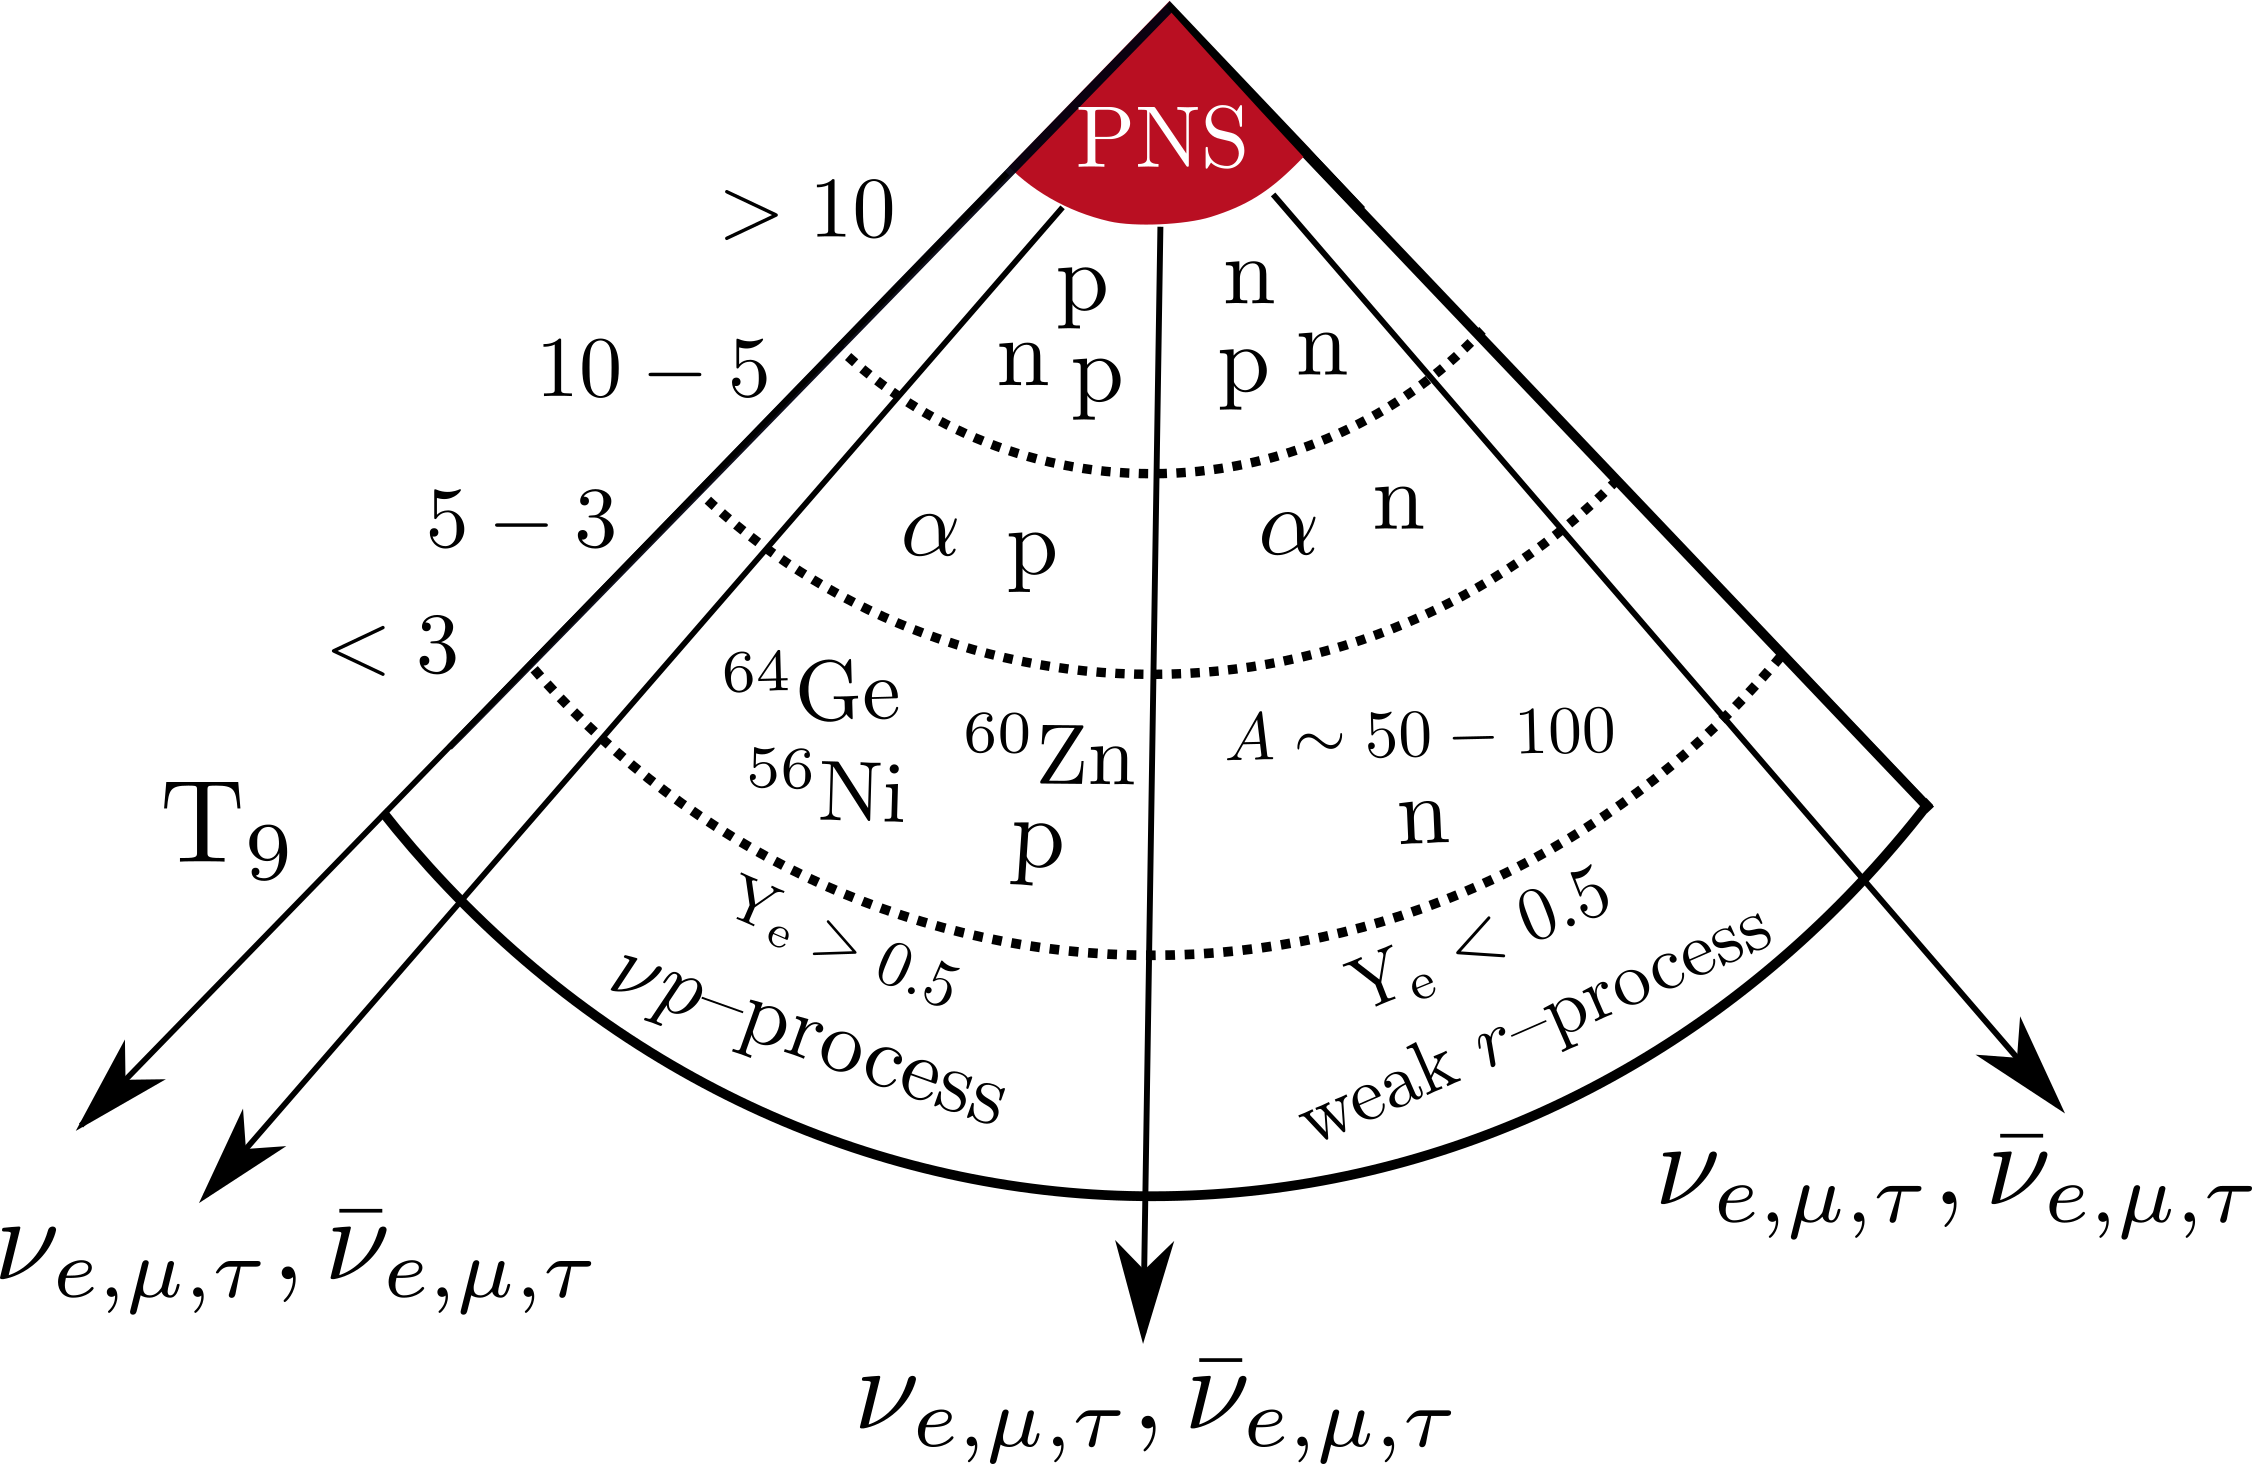 PNS
> 10
p n
n p p n
10 − 5
α p α n
5 − 3
< 3
⁶⁴Ge
⁶⁰Zn A ∼ 50 − 100
⁵⁶Ni
p n
T₉
Yₑ > 0.5
Yₑ < 0.5
νp–process
weak r–process
ν_{e,μ,τ}, ν̄_{e,μ,τ}
ν_{e,μ,τ}, ν̄_{e,μ,τ}
ν_{e,μ,τ}, ν̄_{e,μ,τ}